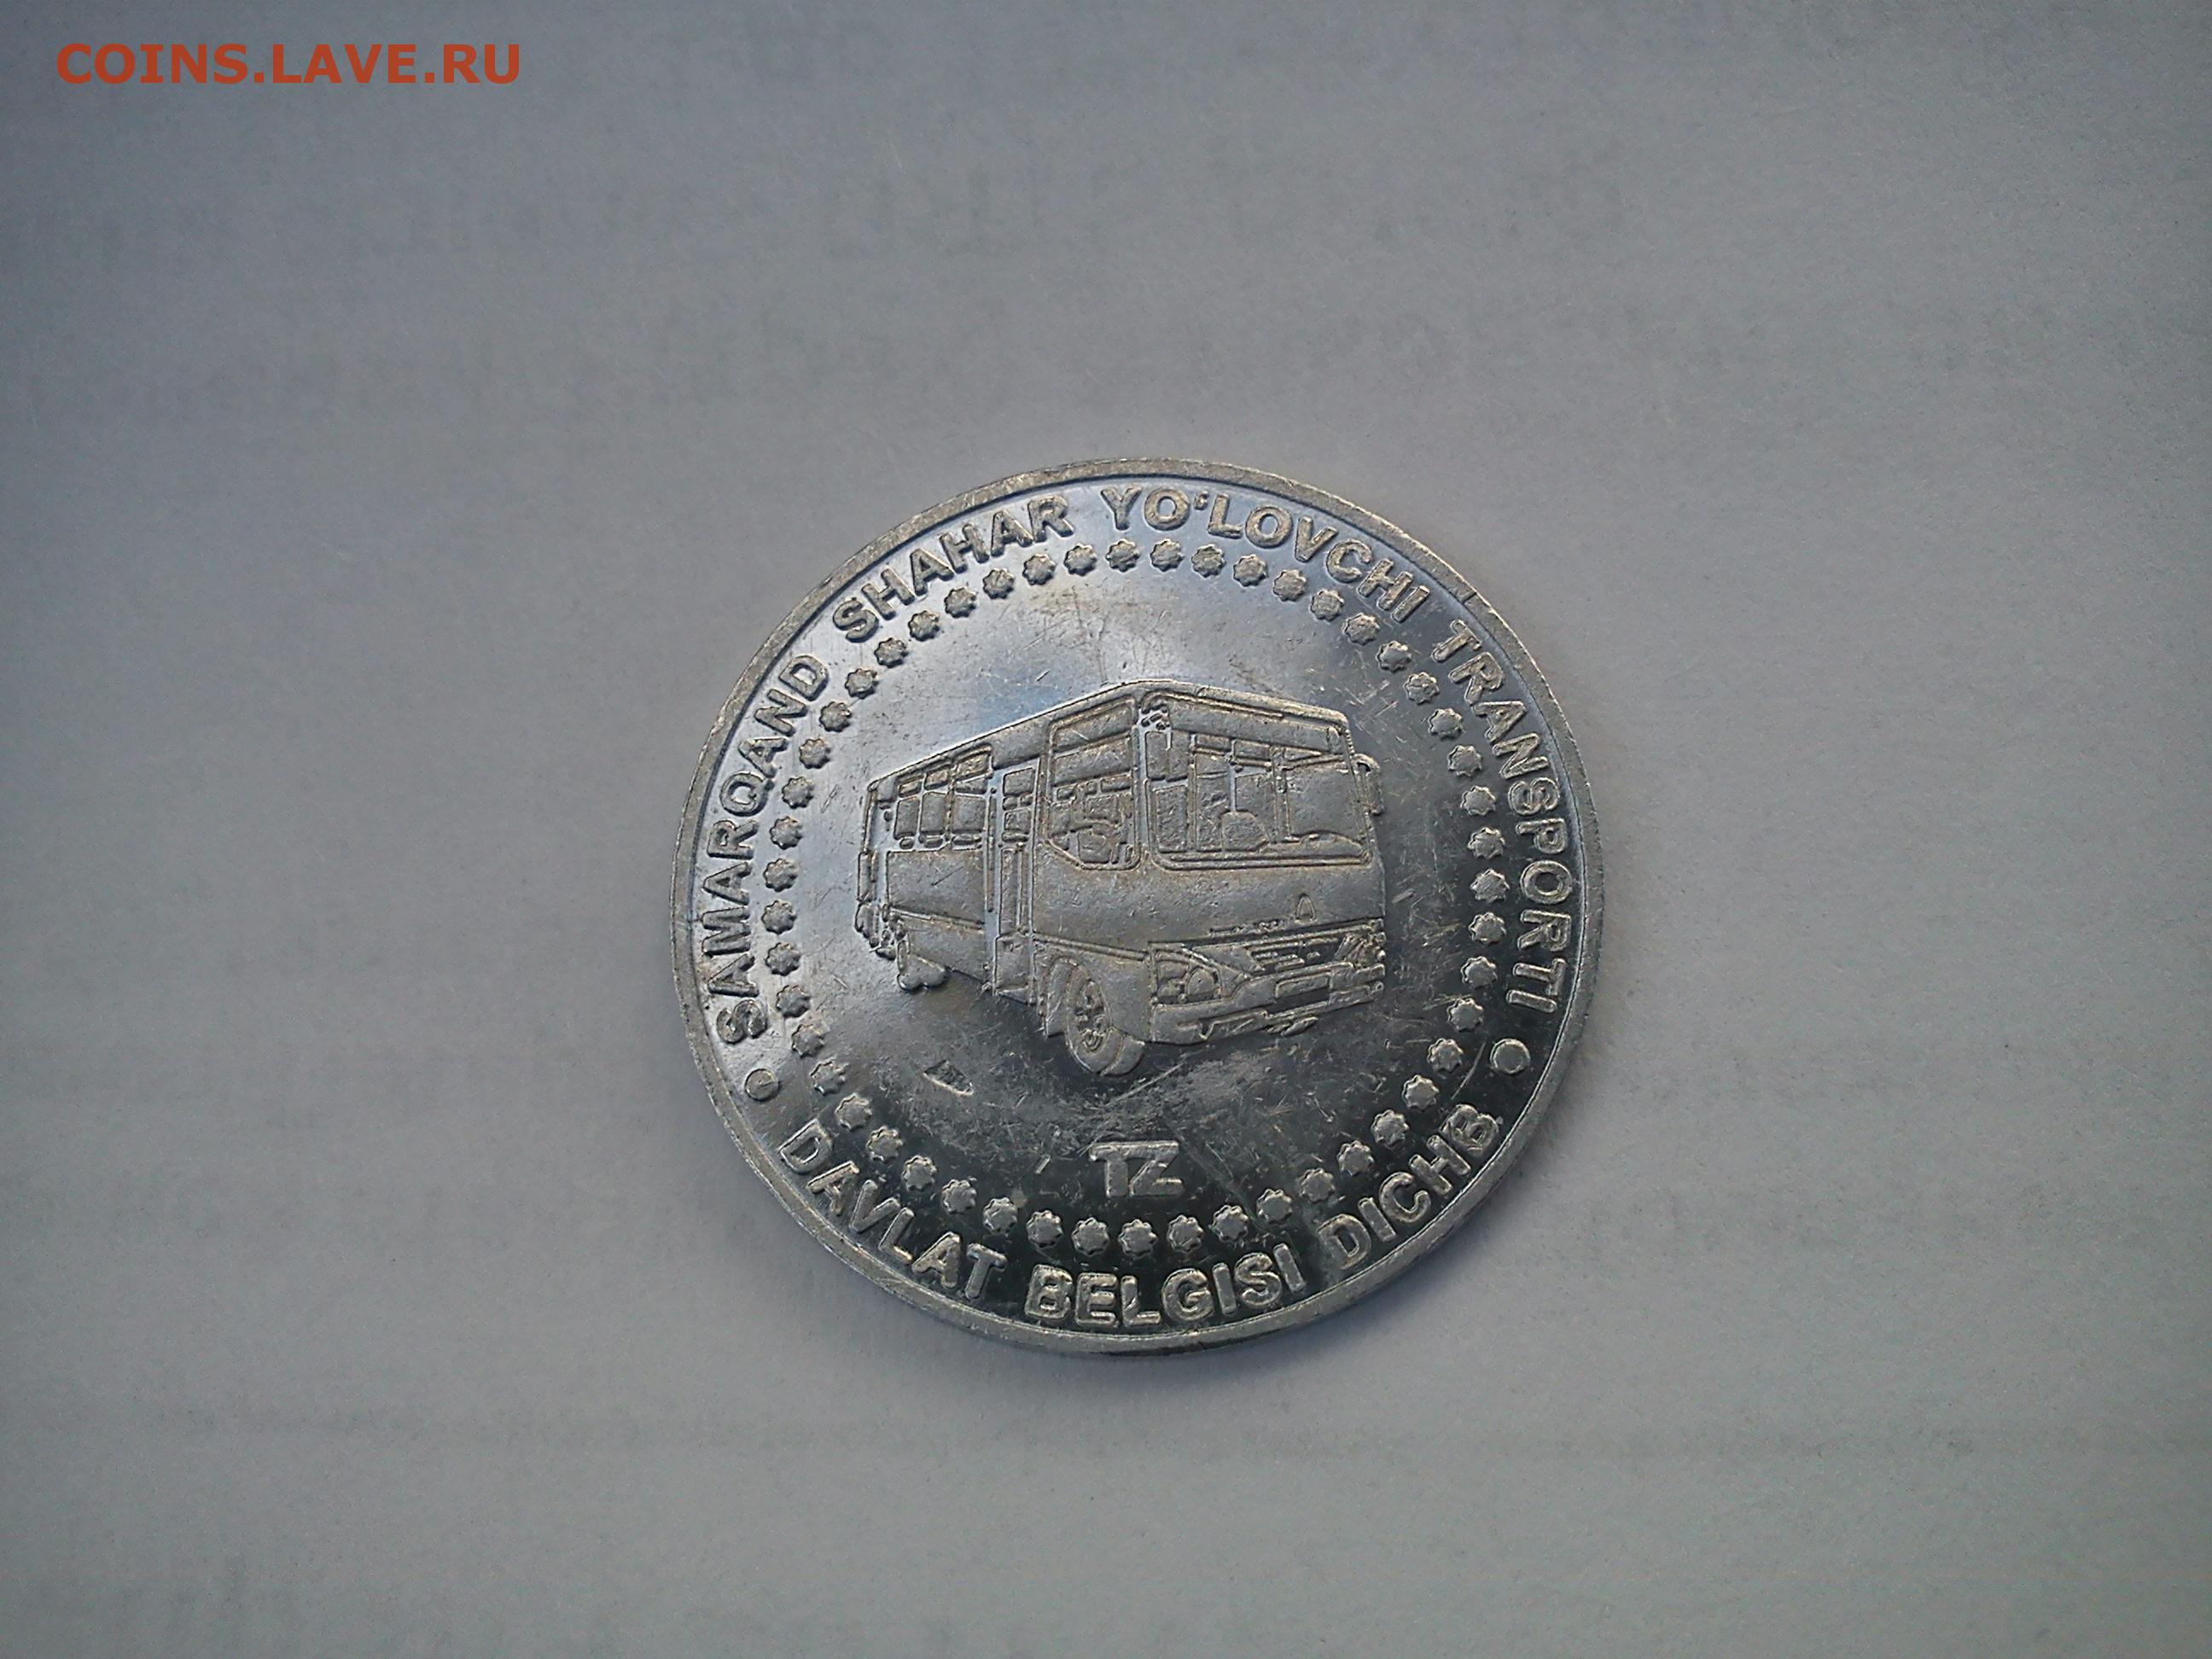 COINS.LAVE.RU
SAMARQAND SHAHAR YO‘LOVCHI TRANSPORTI
TZ
DAVLAT BELGISI DICHB